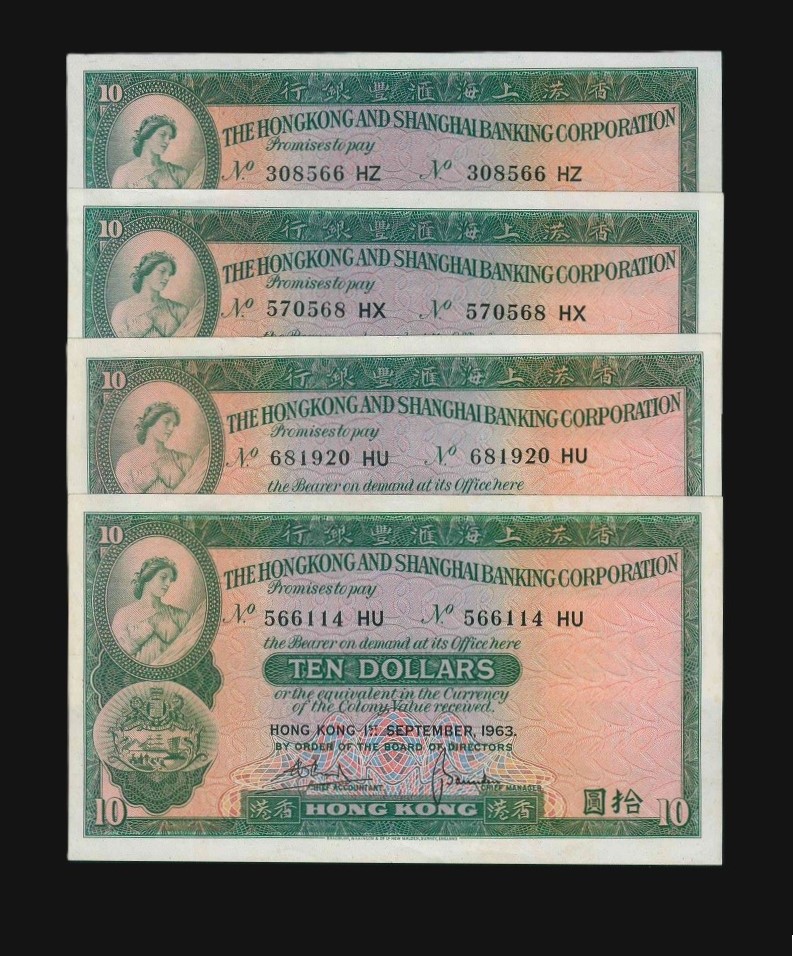 10 行銀豐滙海上港香
THE HONGKONG AND SHANGHAI BANKING CORPORATION
Promises to pay
No. 308566 HZ No. 308566 HZ
10 行銀豐滙海上港香
THE HONGKONG AND SHANGHAI BANKING CORPORATION
Promises to pay
No. 570568 HX No. 570568 HX
10 行銀豐滙海上港香
THE HONGKONG AND SHANGHAI BANKING CORPORATION
Promises to pay
No. 681920 HU No. 681920 HU
the Bearer on demand at its Office here
10 行銀豐滙海上港香
THE HONGKONG AND SHANGHAI BANKING CORPORATION
Promises to pay
No. 566114 HU No. 566114 HU
the Bearer on demand at its Office here
TEN DOLLARS
or the equivalent in the Currency
of the Colony Value received.
HONG KONG 1ST SEPTEMBER, 1963.
BY ORDER OF THE BOARD OF DIRECTORS
CHIEF ACCOUNTANT CHIEF MANAGER
10 港香 HONG KONG 港香 圓拾 10